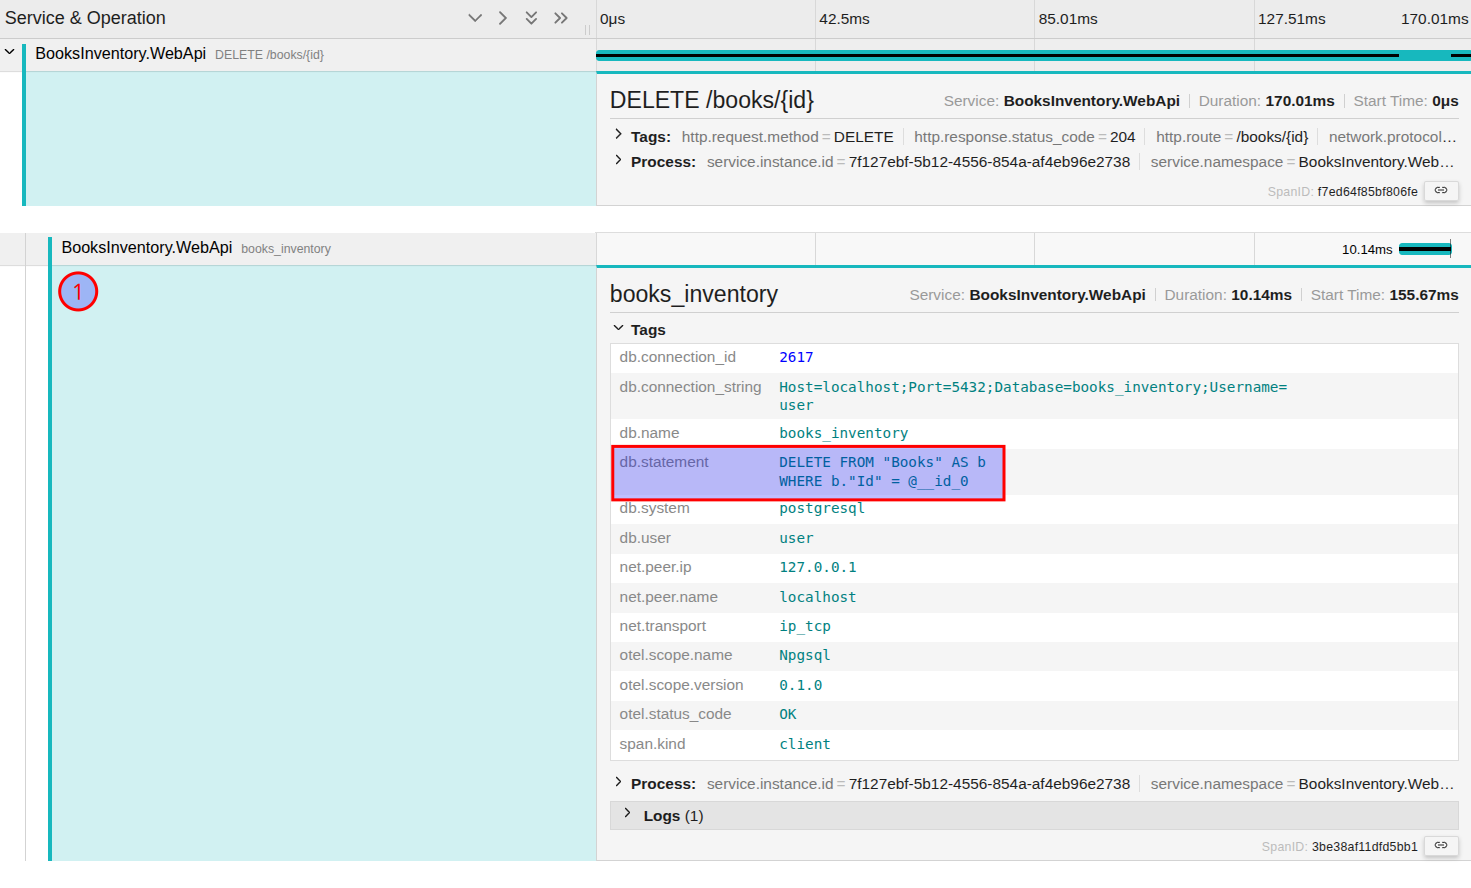 Service & Operation 0μs 42.5ms 85.01ms 127.51ms 170.01ms
BooksInventory.WebApi DELETE /books/{id}
DELETE /books/{id} Service: BooksInventory.WebApi Duration: 170.01ms Start Time: 0μs
Tags: http.request.method = DELETE http.response.status_code = 204 http.route = /books/{id} network.protocol…
Process: service.instance.id = 7f127ebf-5b12-4556-854a-af4eb96e2738 service.namespace = BooksInventory.Web…
SpanID: f7ed64f85bf806fe
BooksInventory.WebApi books_inventory 10.14ms
1
books_inventory Service: BooksInventory.WebApi Duration: 10.14ms Start Time: 155.67ms
Tags
db.connection_id 2617
db.connection_string Host=localhost;Port=5432;Database=books_inventory;Username=
user
db.name books_inventory
db.statement DELETE FROM "Books" AS b
WHERE b."Id" = @__id_0
db.system postgresql
db.user user
net.peer.ip 127.0.0.1
net.peer.name localhost
net.transport ip_tcp
otel.scope.name Npgsql
otel.scope.version 0.1.0
otel.status_code OK
span.kind client
Process: service.instance.id = 7f127ebf-5b12-4556-854a-af4eb96e2738 service.namespace = BooksInventory.Web…
Logs (1)
SpanID: 3be38af11dfd5bb1